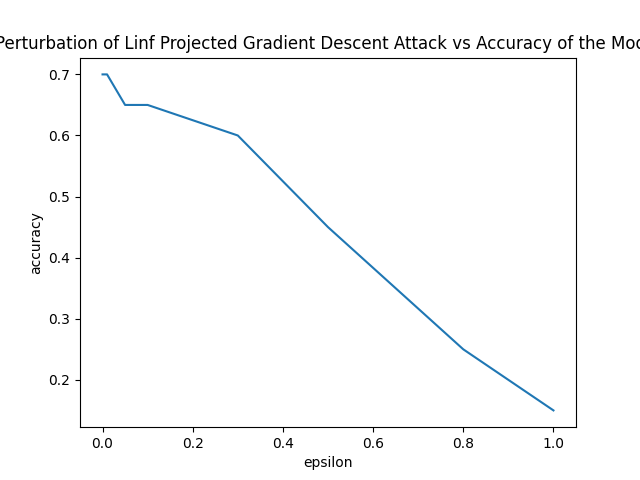 Perturbation of Linf Projected Gradient Descent Attack vs Accuracy of the
0.7
0.6
0.5
0.4
0.3
0.2
accuracy
0.0 0.2 0.4 0.6 0.8 1.0
epsilon